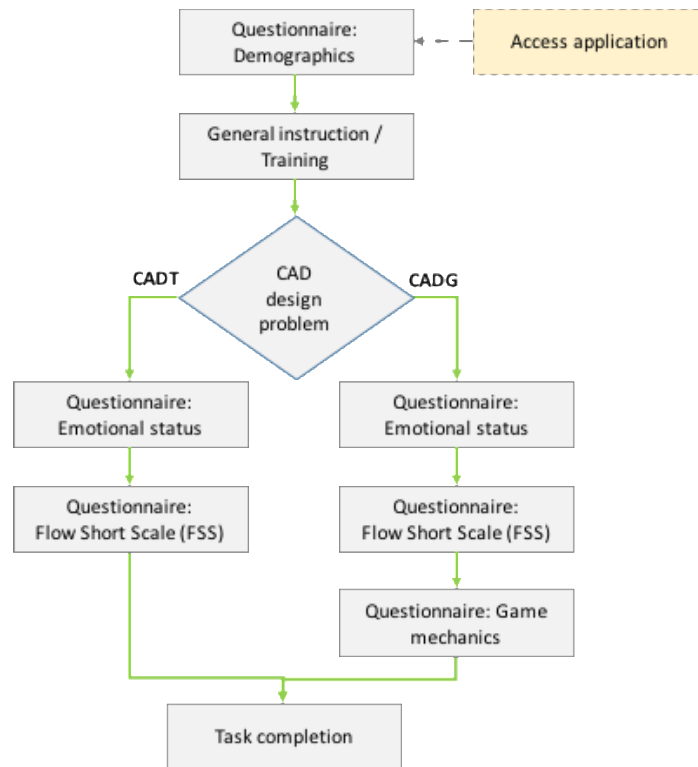 Questionnaire:
Demographics
Access application
General instruction /
Training
CADT
CAD
design
problem
CADG
Questionnaire:
Emotional status
Questionnaire:
Emotional status
Questionnaire:
Flow Short Scale (FSS)
Questionnaire:
Flow Short Scale (FSS)
Questionnaire: Game
mechanics
Task completion